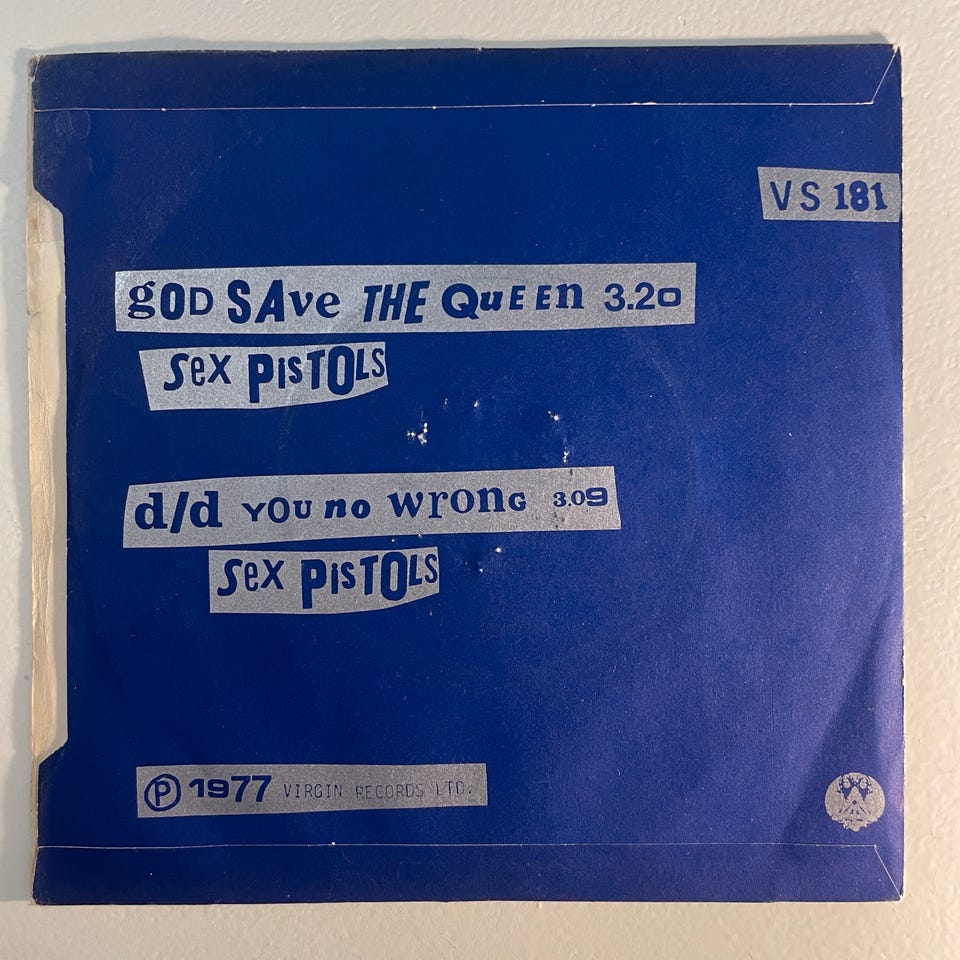 VS 181
gOD SAve THE QuEEn 3.20
Sex PisTOLS
d/d YOU no wronG 3.09
Sex PisTOLS
Ⓟ 1977 VIRGIN RECORDS LTD.